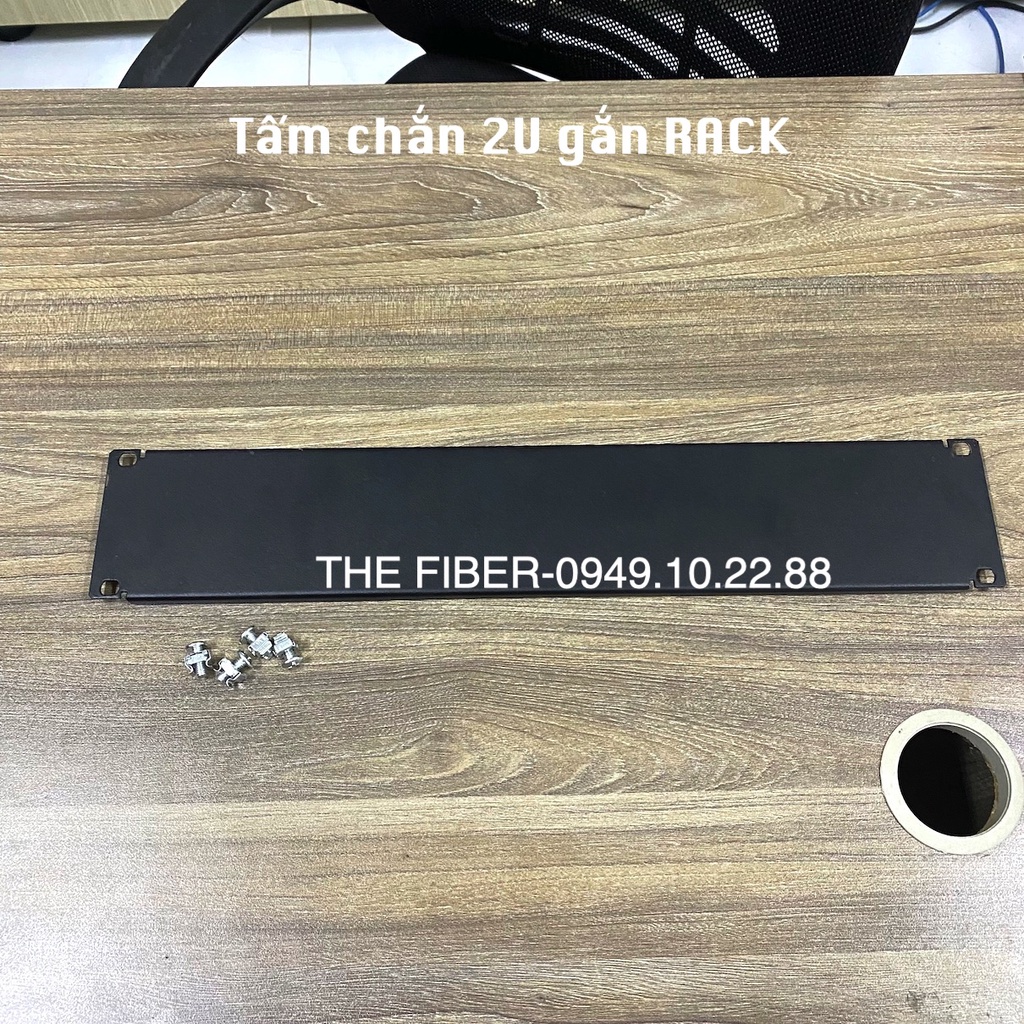 Tấm chắn 2U gắn RACK
THE FIBER-0949.10.22.88